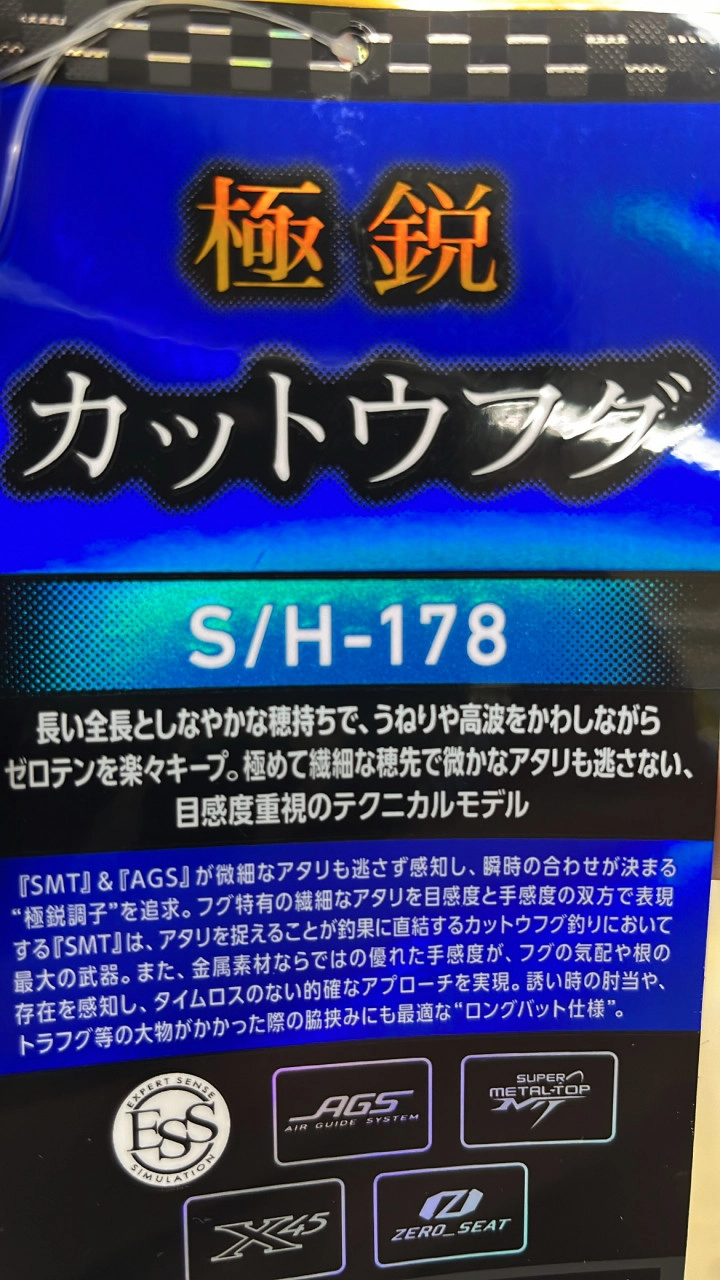 極鋭
カットウフグ
S/H-178
長い全長としなやかな穂持ちで、うねりや高波をかわしながら
ゼロテンを楽々キープ。極めて繊細な穂先で微かなアタリも逃さない、
目感度重視のテクニカルモデル
『SMT』&『AGS』が微細なアタリも逃さず感知し、瞬時の合わせが決まる
“極鋭調子”を追求。フグ特有の繊細なアタリを目感度と手感度の双方で表現
する『SMT』は、アタリを捉えることが釣果に直結するカットウフグ釣りにおいて
最大の武器。また、金属素材ならではの優れた手感度が、フグの気配や根の
存在を感知し、タイムロスのない的確なアプローチを実現。誘い時の肘当や、
トラフグ等の大物がかかった際の脇挟みにも最適な“ロングバット仕様”。
EXPERT SENSE
ESS
SIMULATION
AGS
AIR GUIDE SYSTEM
SUPER
METAL-TOP
MT
X45
ZERO_SEAT